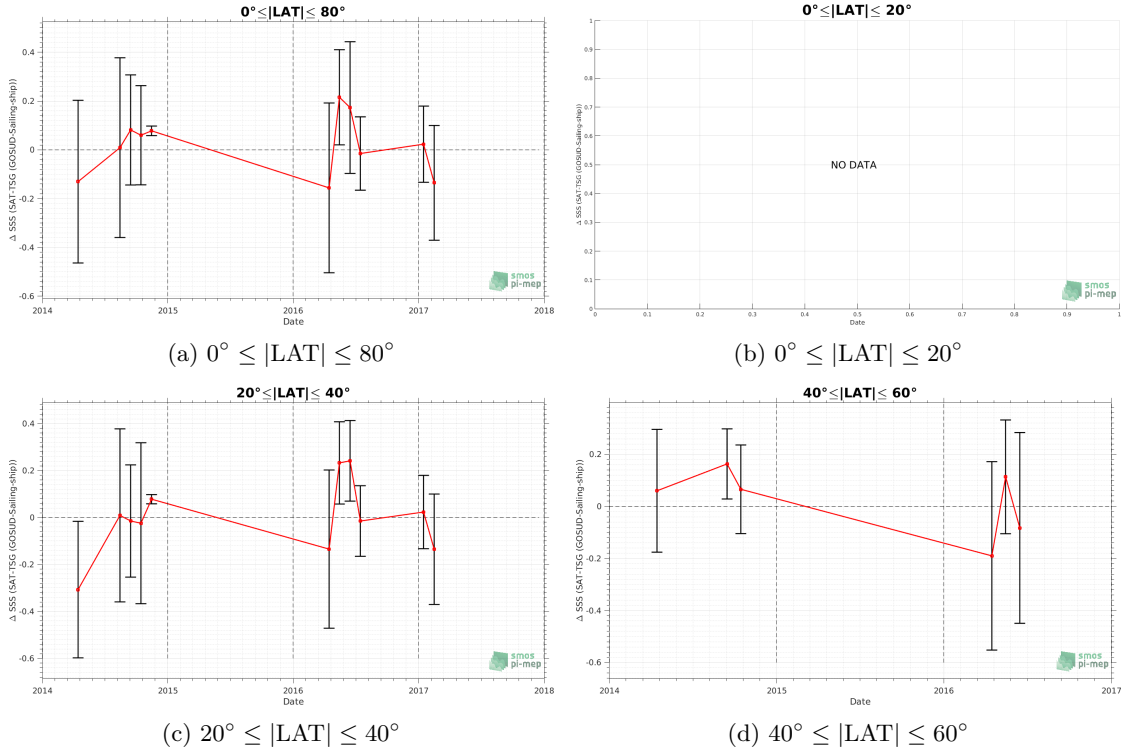 0°≤|LAT|≤ 80°
Δ SSS (SAT-TSG (GOSUD-Sailing-ship))
0.4
0.2
0
-0.2
-0.4
-0.6
2014 2015 2016 2017 2018
Date
smos
pi-mep
(a) 0° ≤ |LAT| ≤ 80°
0°≤|LAT|≤ 20°
Δ SSS (SAT-TSG (GOSUD-Sailing-ship))
1
0.9
0.8
0.7
0.6
0.5
0.4
0.3
0.2
0.1
0
NO DATA
0 0.1 0.2 0.3 0.4 0.5 0.6 0.7 0.8 0.9 1
Date
smos
pi-mep
(b) 0° ≤ |LAT| ≤ 20°
20°≤|LAT|≤ 40°
Δ SSS (SAT-TSG (GOSUD-Sailing-ship))
0.4
0.2
0
-0.2
-0.4
-0.6
2014 2015 2016 2017 2018
Date
smos
pi-mep
(c) 20° ≤ |LAT| ≤ 40°
40°≤|LAT|≤ 60°
Δ SSS (SAT-TSG (GOSUD-Sailing-ship))
0.2
0
-0.2
-0.4
-0.6
2014 2015 2016 2017
Date
smos
pi-mep
(d) 40° ≤ |LAT| ≤ 60°